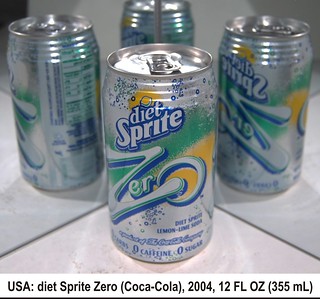 diet
Sprite
Zero
DIET SPRITE
LEMON-LIME SODA
0 CAFFEINE . 0 SUGAR
USA: diet Sprite Zero (Coca-Cola), 2004, 12 FL OZ (355 mL)